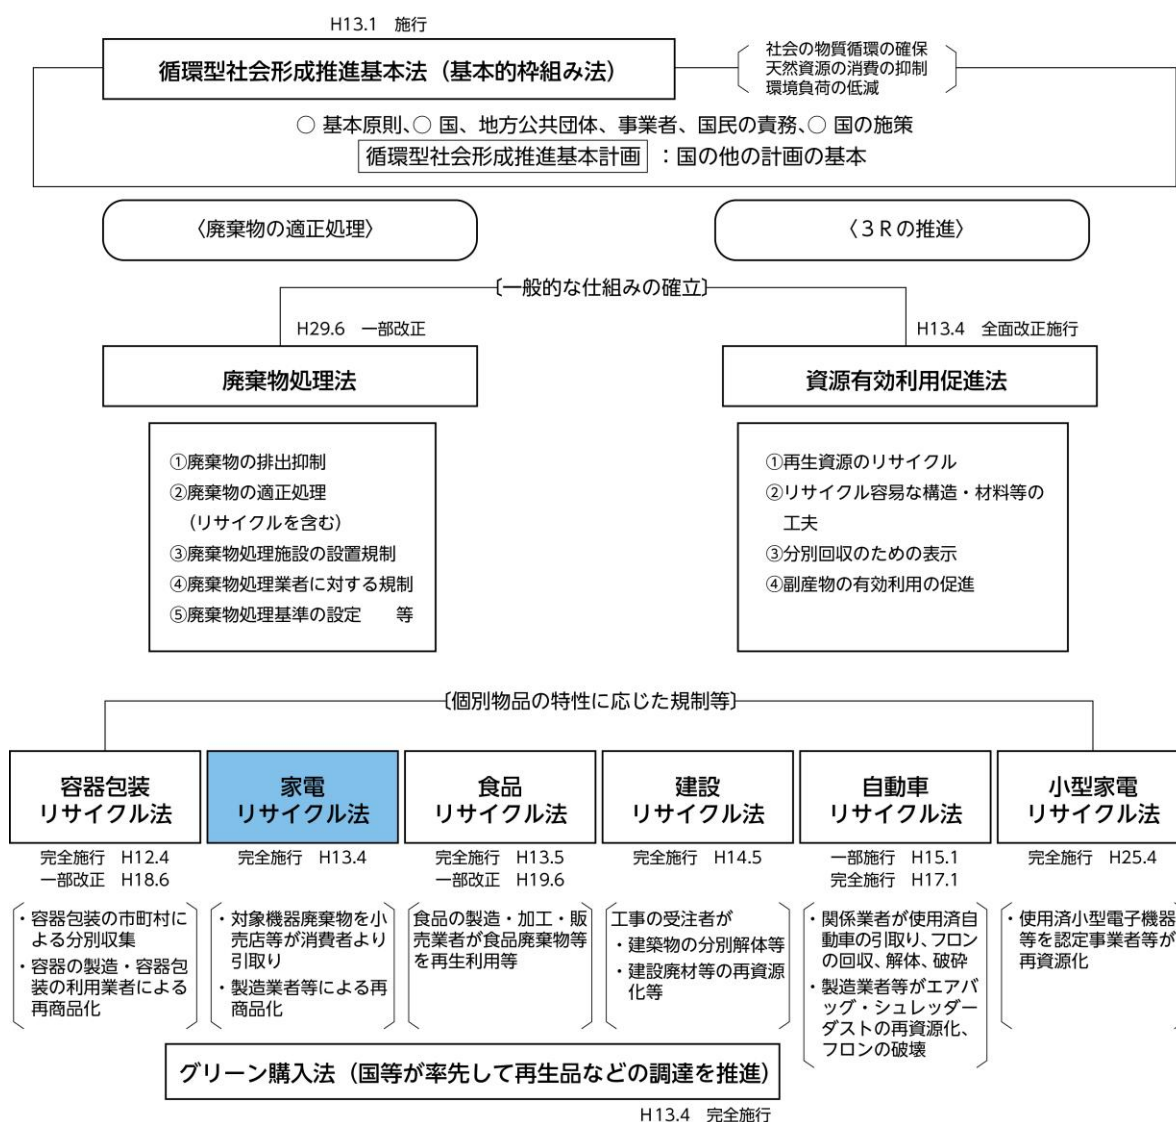 H13.1 施行
循環型社会形成推進基本法（基本的枠組み法）
社会の物質循環の確保
天然資源の消費の抑制
環境負荷の低減
○ 基本原則、○ 国、地方公共団体、事業者、国民の責務、○ 国の施策
循環型社会形成推進基本計画 ：国の他の計画の基本
〈廃棄物の適正処理〉
〈３Rの推進〉
〔一般的な仕組みの確立〕
H29.6 一部改正
H13.4 全面改正施行
廃棄物処理法
資源有効利用促進法
①廃棄物の排出抑制
②廃棄物の適正処理
（リサイクルを含む）
③廃棄物処理施設の設置規制
④廃棄物処理業者に対する規制
⑤廃棄物処理基準の設定 等
①再生資源のリサイクル
②リサイクル容易な構造・材料等の
工夫
③分別回収のための表示
④副産物の有効利用の促進
〔個別物品の特性に応じた規制等〕
容器包装
リサイクル法
完全施行 H12.4
一部改正 H18.6
・容器包装の市町村に
よる分別収集
・容器の製造・容器包
装の利用業者による
再商品化
家電
リサイクル法
完全施行 H13.4
・対象機器廃棄物を小
売店等が消費者より
引取り
・製造業者等による再
商品化
食品
リサイクル法
完全施行 H13.5
一部改正 H19.6
食品の製造・加工・販
売業者が食品廃棄物等
を再生利用等
建設
リサイクル法
完全施行 H14.5
工事の受注者が
・建築物の分別解体等
・建設廃材等の再資源
化等
自動車
リサイクル法
一部施行 H15.1
完全施行 H17.1
・関係業者が使用済自
動車の引取り、フロン
の回収、解体、破砕
・製造業者等がエアバ
ッグ・シュレッダー
ダストの再資源化、
フロンの破壊
小型家電
リサイクル法
完全施行 H25.4
・使用済小型電子機器
等を認定事業者等が
再資源化
グリーン購入法（国等が率先して再生品などの調達を推進）
H13.4 完全施行